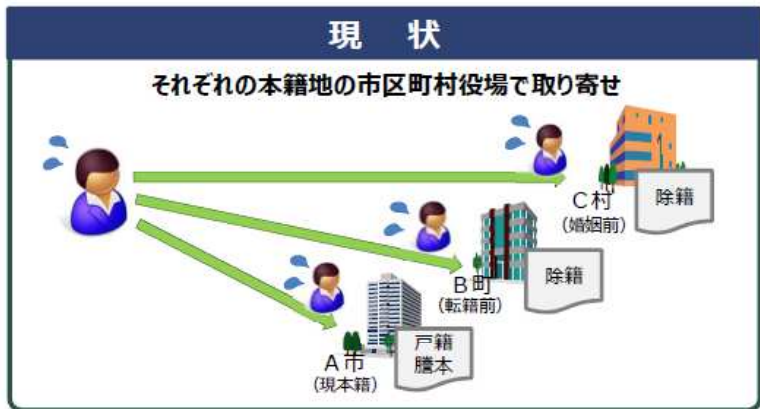 現 状
それぞれの本籍地の市区町村役場で取り寄せ
C村
(婚姻前)
除籍
B町
(転籍前)
除籍
A市
(現本籍)
戸籍
謄本